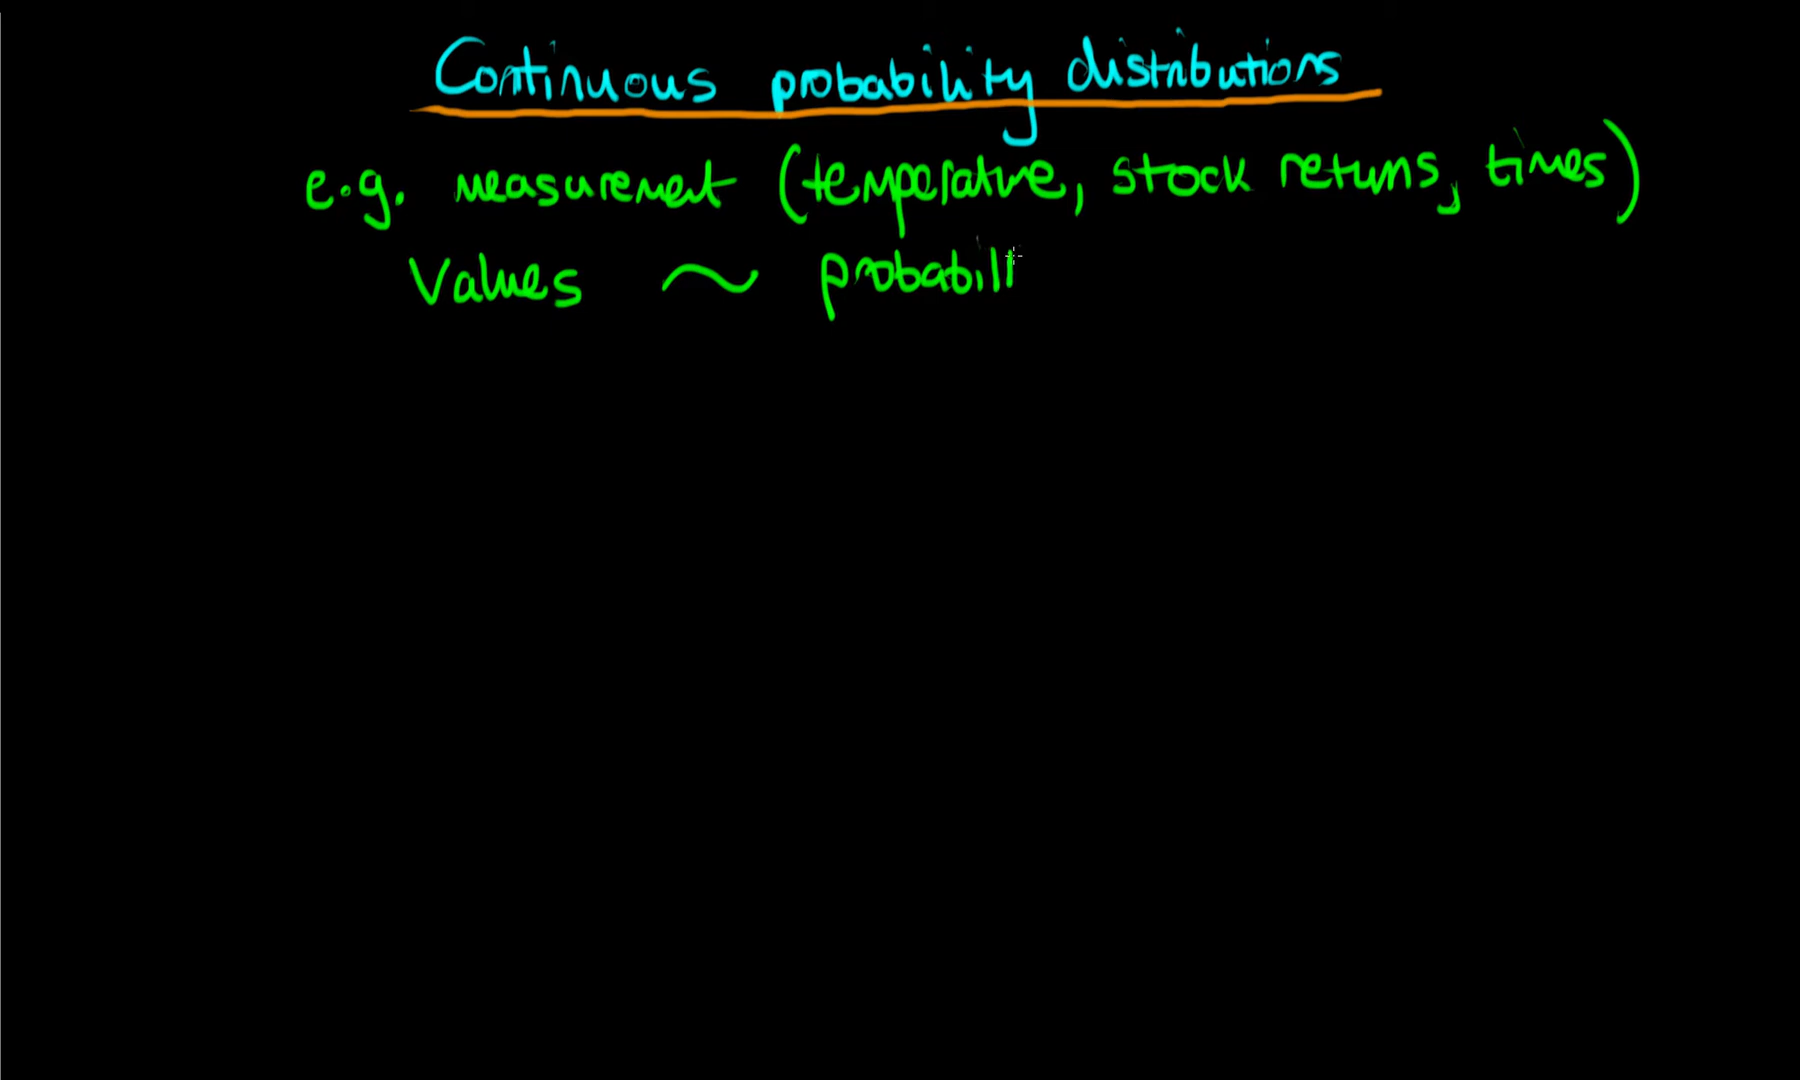 Continuous probability distributions
e.g. measurement (temperature, stock returns, times)
Values ~ probabili